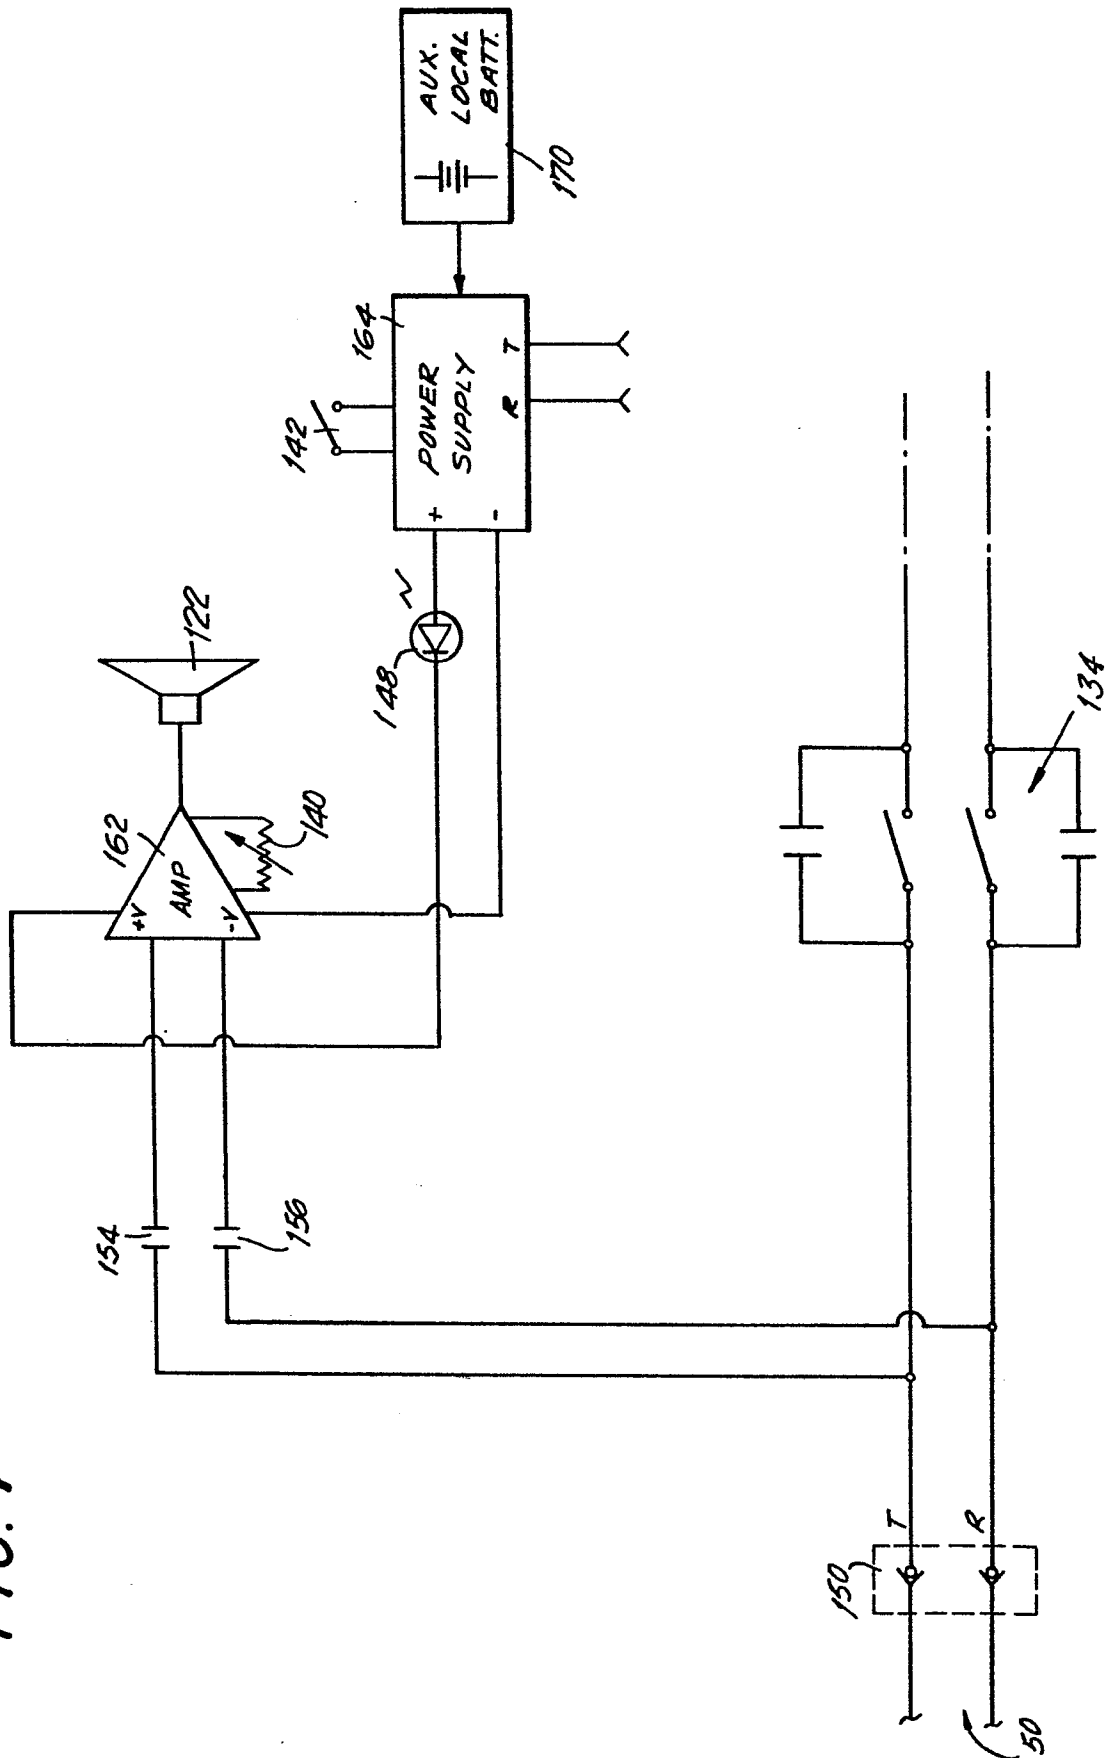 AUX.
LOCAL
BATT.
170
164
142
POWER
SUPPLY
+
-
R
T
122
148
162
AMP
+V
-V
140
154
156
134
150
T
R
50